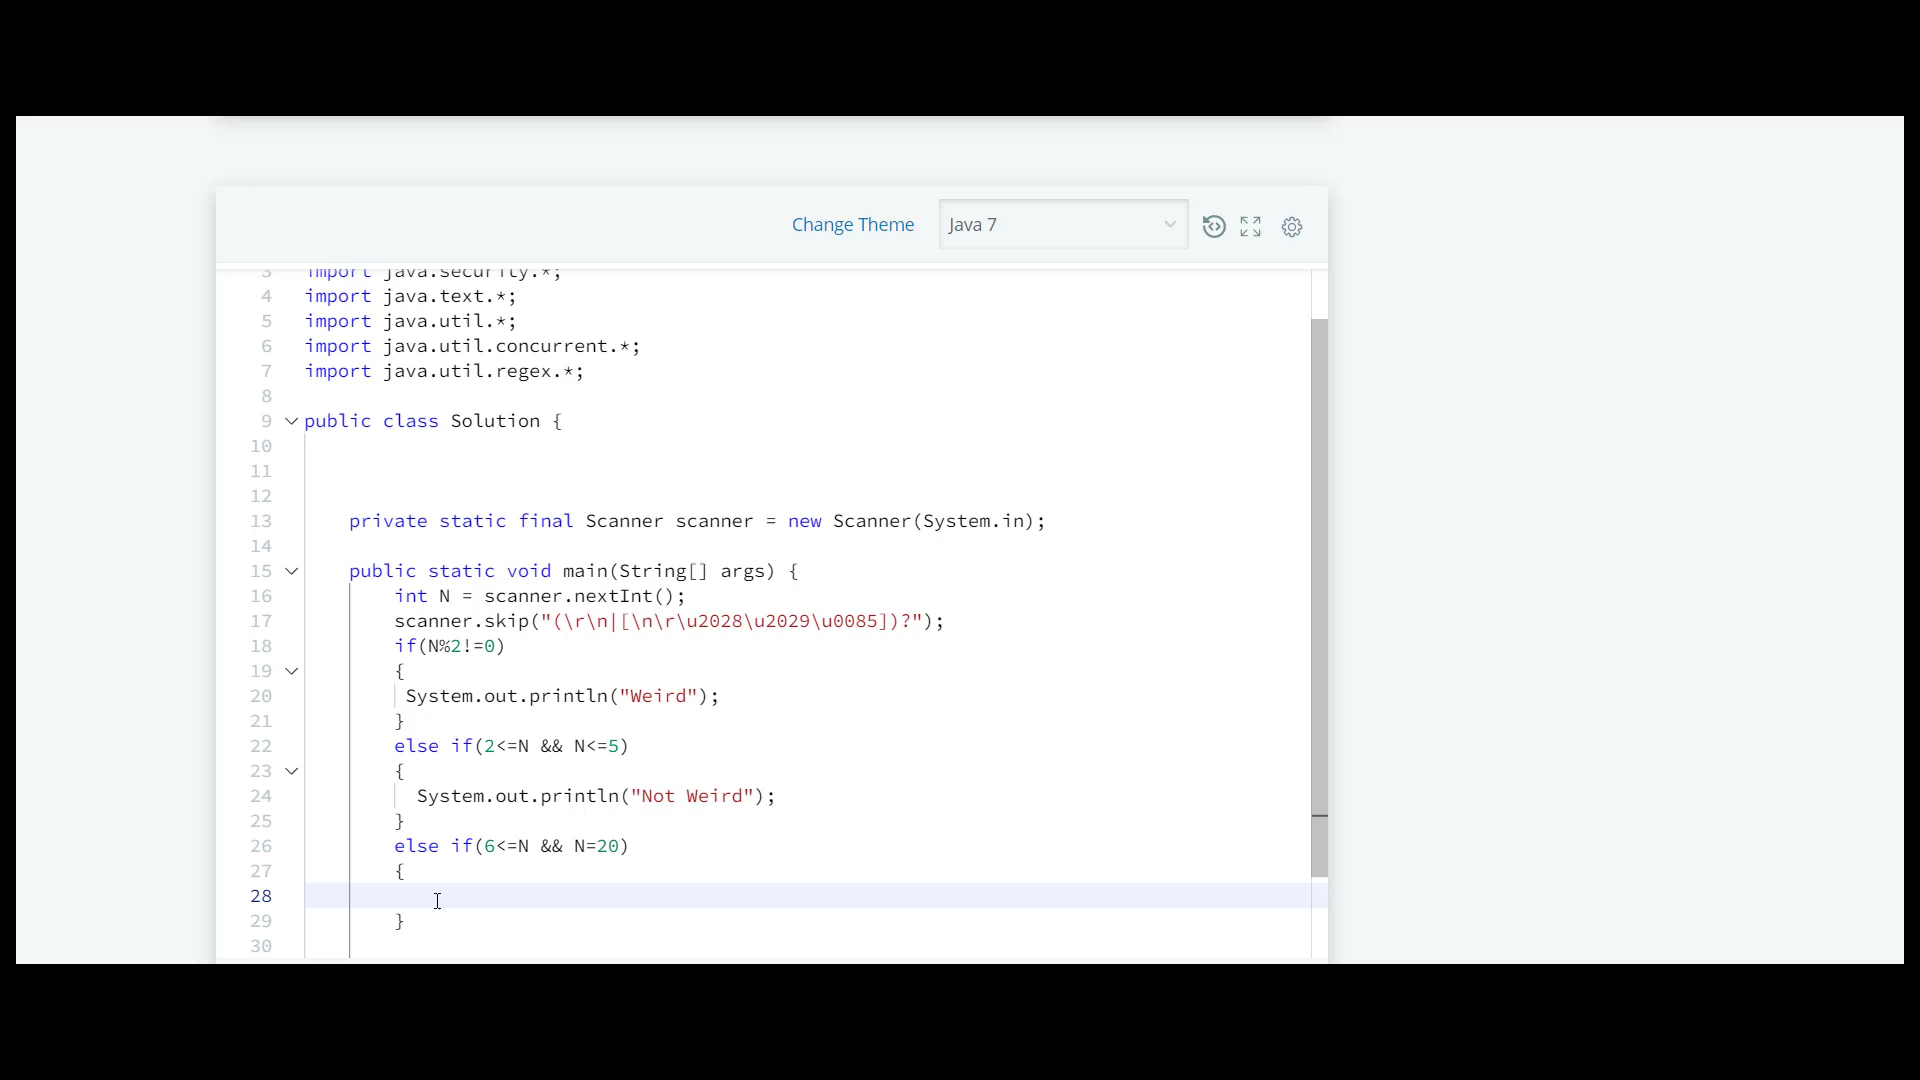 Change Theme Java 7
3 import java.security.*;
4 import java.text.*;
5 import java.util.*;
6 import java.util.concurrent.*;
7 import java.util.regex.*;
8
9 public class Solution {
10
11
12
13 private static final Scanner scanner = new Scanner(System.in);
14
15 public static void main(String[] args) {
16 int N = scanner.nextInt();
17 scanner.skip("(\r\n|[\n\r\u2028\u2029\u0085])?");
18 if(N%2!=0)
19 {
20 System.out.println("Weird");
21 }
22 else if(2<=N && N<=5)
23 {
24 System.out.println("Not Weird");
25 }
26 else if(6<=N && N=20)
27 {
28
29 }
30